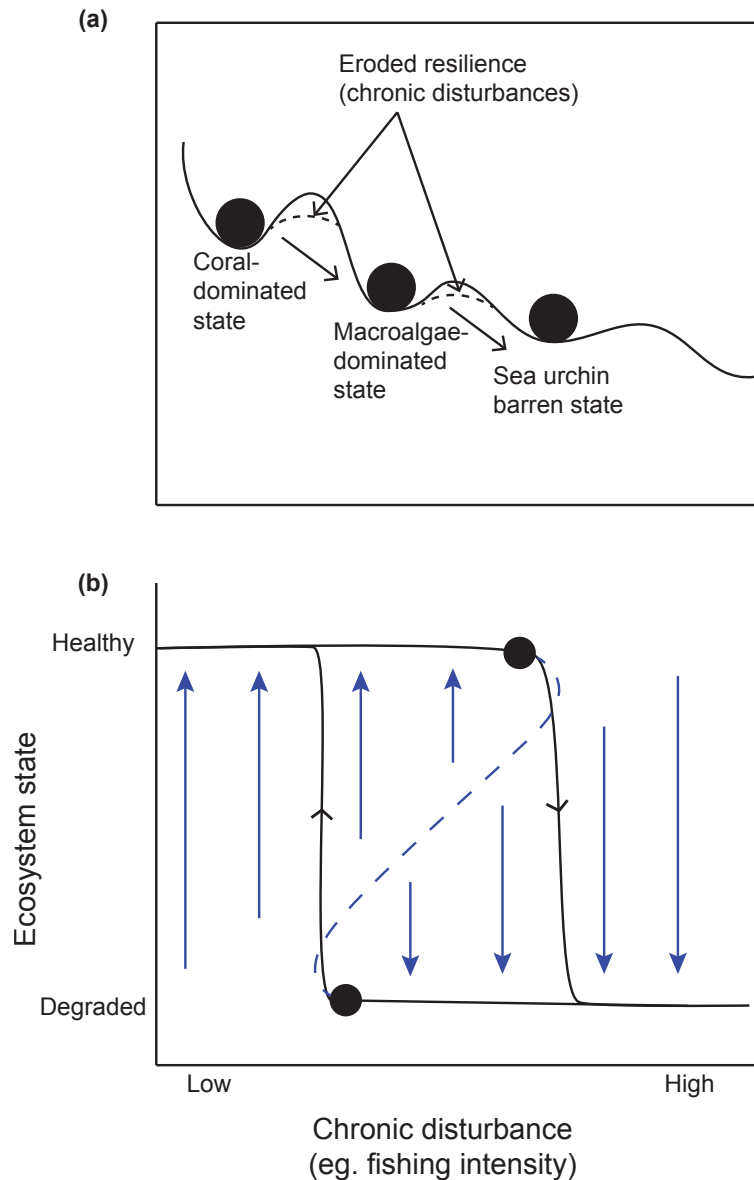 (a)
Eroded resilience
(chronic disturbances)
Coral-
dominated
state
Macroalgae-
dominated
state
Sea urchin
barren state
(b)
Healthy
Ecosystem state
Degraded
Low
High
Chronic disturbance
(eg. fishing intensity)